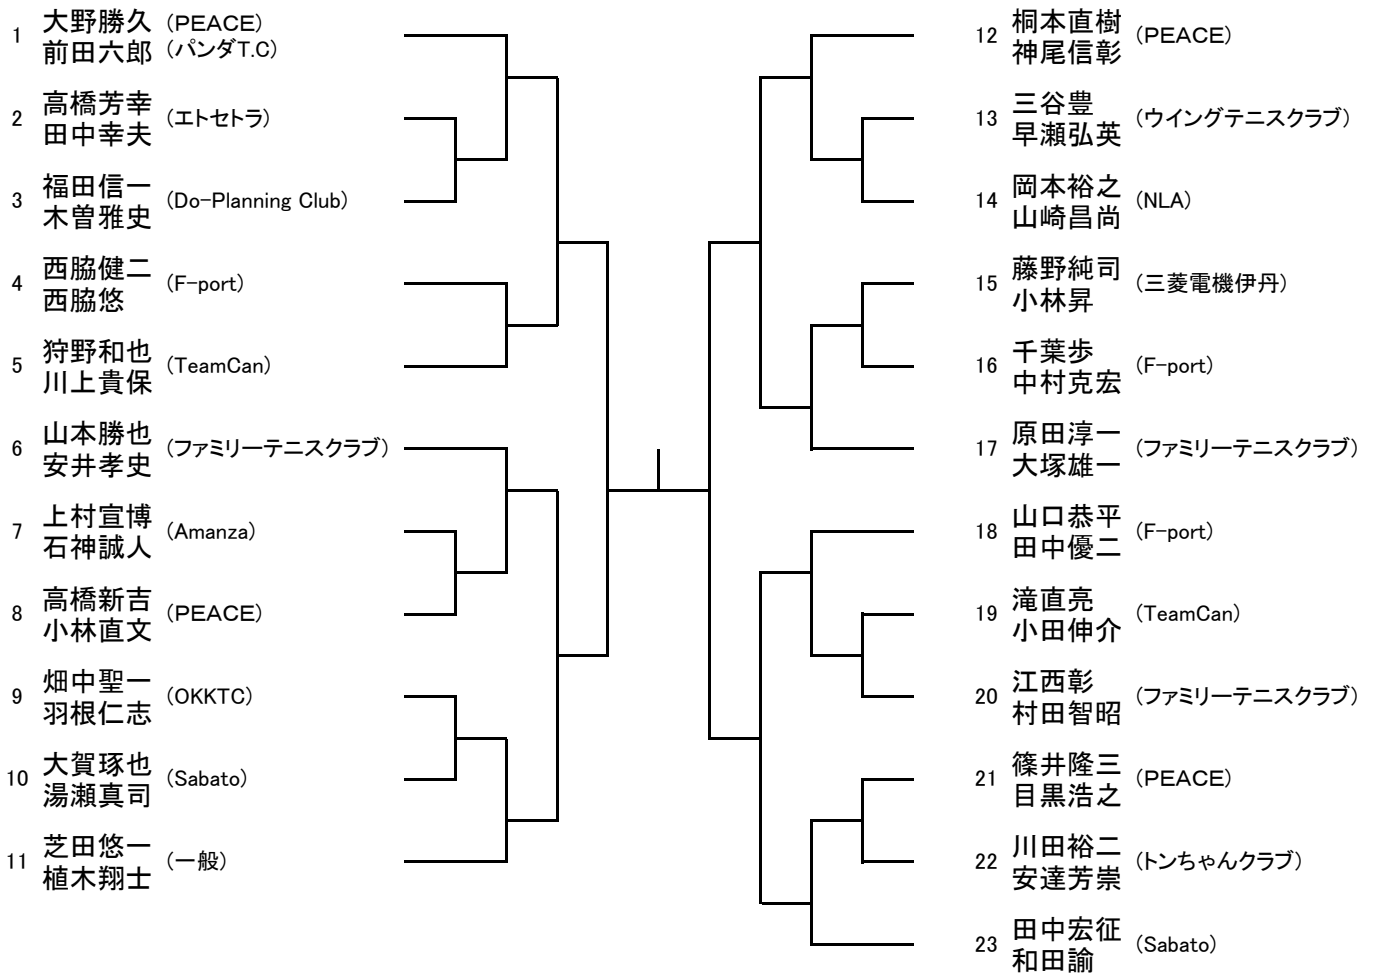 1 大野勝久 (PEACE)
前田六郎 (パンダT.C)
2 高橋芳幸 (エトセトラ)
田中幸夫
3 福田信一 (Do-Planning Club)
木曽雅史
4 西脇健二 (F-port)
西脇悠
5 狩野和也 (TeamCan)
川上貴保
6 山本勝也 (ファミリーテニスクラブ)
安井孝史
7 上村宣博 (Amanza)
石神誠人
8 高橋新吉 (PEACE)
小林直文
9 畑中聖一 (OKKTC)
羽根仁志
10 大賀琢也 (Sabato)
湯瀬真司
11 芝田悠一 (一般)
植木翔士
12 桐本直樹 (PEACE)
神尾信彰
13 三谷豊 (ウイングテニスクラブ)
早瀬弘英
14 岡本裕之 (NLA)
山崎昌尚
15 藤野純司 (三菱電機伊丹)
小林昇
16 千葉歩 (F-port)
中村克宏
17 原田淳一 (ファミリーテニスクラブ)
大塚雄一
18 山口恭平 (F-port)
田中優二
19 滝直亮 (TeamCan)
小田伸介
20 江西彰 (ファミリーテニスクラブ)
村田智昭
21 篠井隆三 (PEACE)
目黒浩之
22 川田裕二 (トンちゃんクラブ)
安達芳崇
23 田中宏征 (Sabato)
和田諭